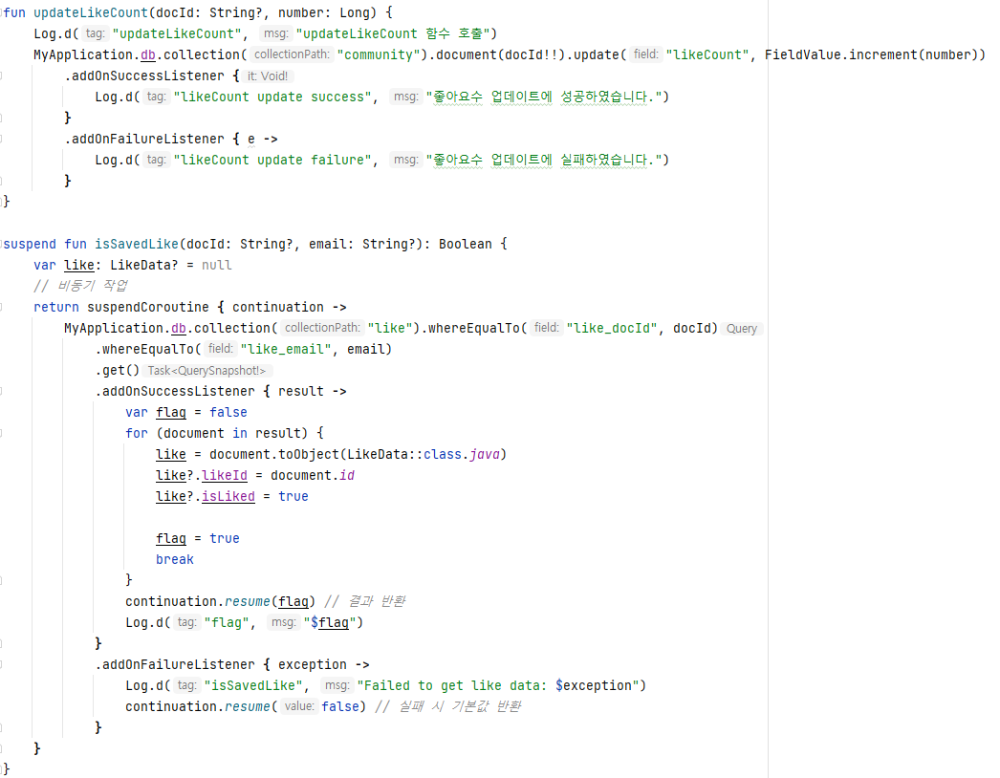 fun updateLikeCount(docId: String?, number: Long) {
    Log.d( tag: "updateLikeCount", msg: "updateLikeCount 함수 호출")
    MyApplication.db.collection( collectionPath: "community").document(docId!!).update( field: "likeCount", FieldValue.increment(number))
        .addOnSuccessListener { it: Void!
            Log.d( tag: "likeCount update success", msg: "좋아요수 업데이트에 성공하였습니다.")
        }
        .addOnFailureListener { e ->
            Log.d( tag: "likeCount update failure", msg: "좋아요수 업데이트에 실패하였습니다.")
        }
}
suspend fun isSavedLike(docId: String?, email: String?): Boolean {
    var like: LikeData? = null
    // 비동기 작업
    return suspendCoroutine { continuation ->
        MyApplication.db.collection( collectionPath: "like").whereEqualTo( field: "like_docId", docId) Query
            .whereEqualTo( field: "like_email", email)
            .get() Task<QuerySnapshot!>
            .addOnSuccessListener { result ->
                var flag = false
                for (document in result) {
                    like = document.toObject(LikeData::class.java)
                    like?.likeId = document.id
                    like?.isLiked = true
                    flag = true
                    break
                }
                continuation.resume(flag) // 결과 반환
                Log.d( tag: "flag", msg: "$flag")
            }
            .addOnFailureListener { exception ->
                Log.d( tag: "isSavedLike", msg: "Failed to get like data: $exception")
                continuation.resume( value: false) // 실패 시 기본값 반환
            }
    }
}